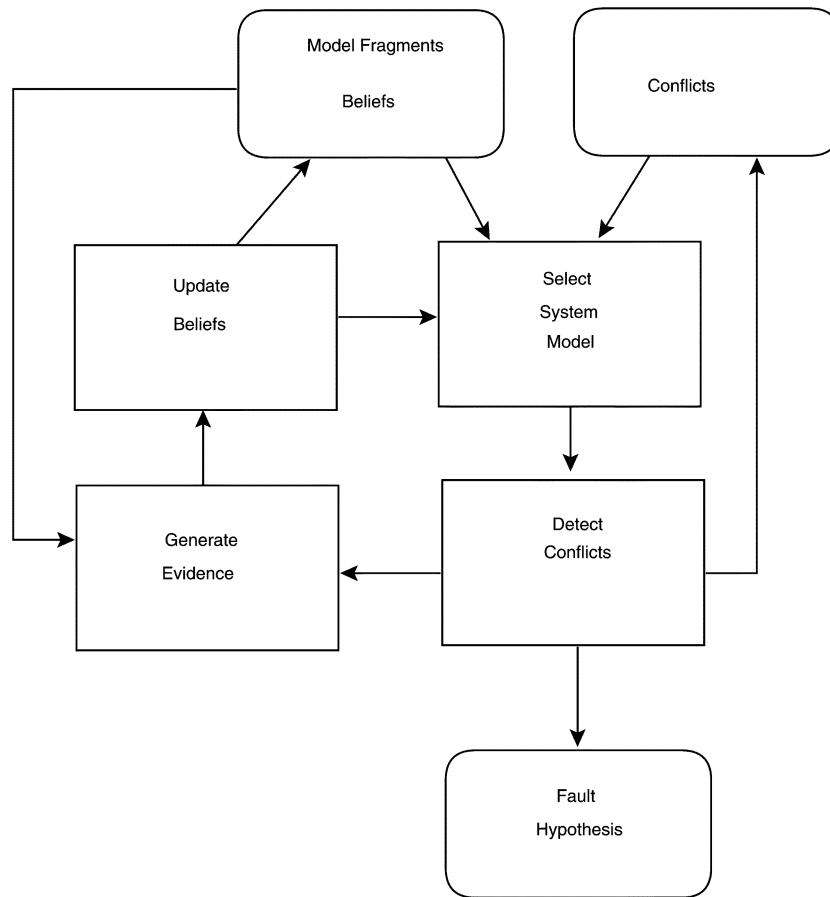 Model Fragments
Beliefs
Conflicts
Update
Beliefs
Select
System
Model
Generate
Evidence
Detect
Conflicts
Fault
Hypothesis